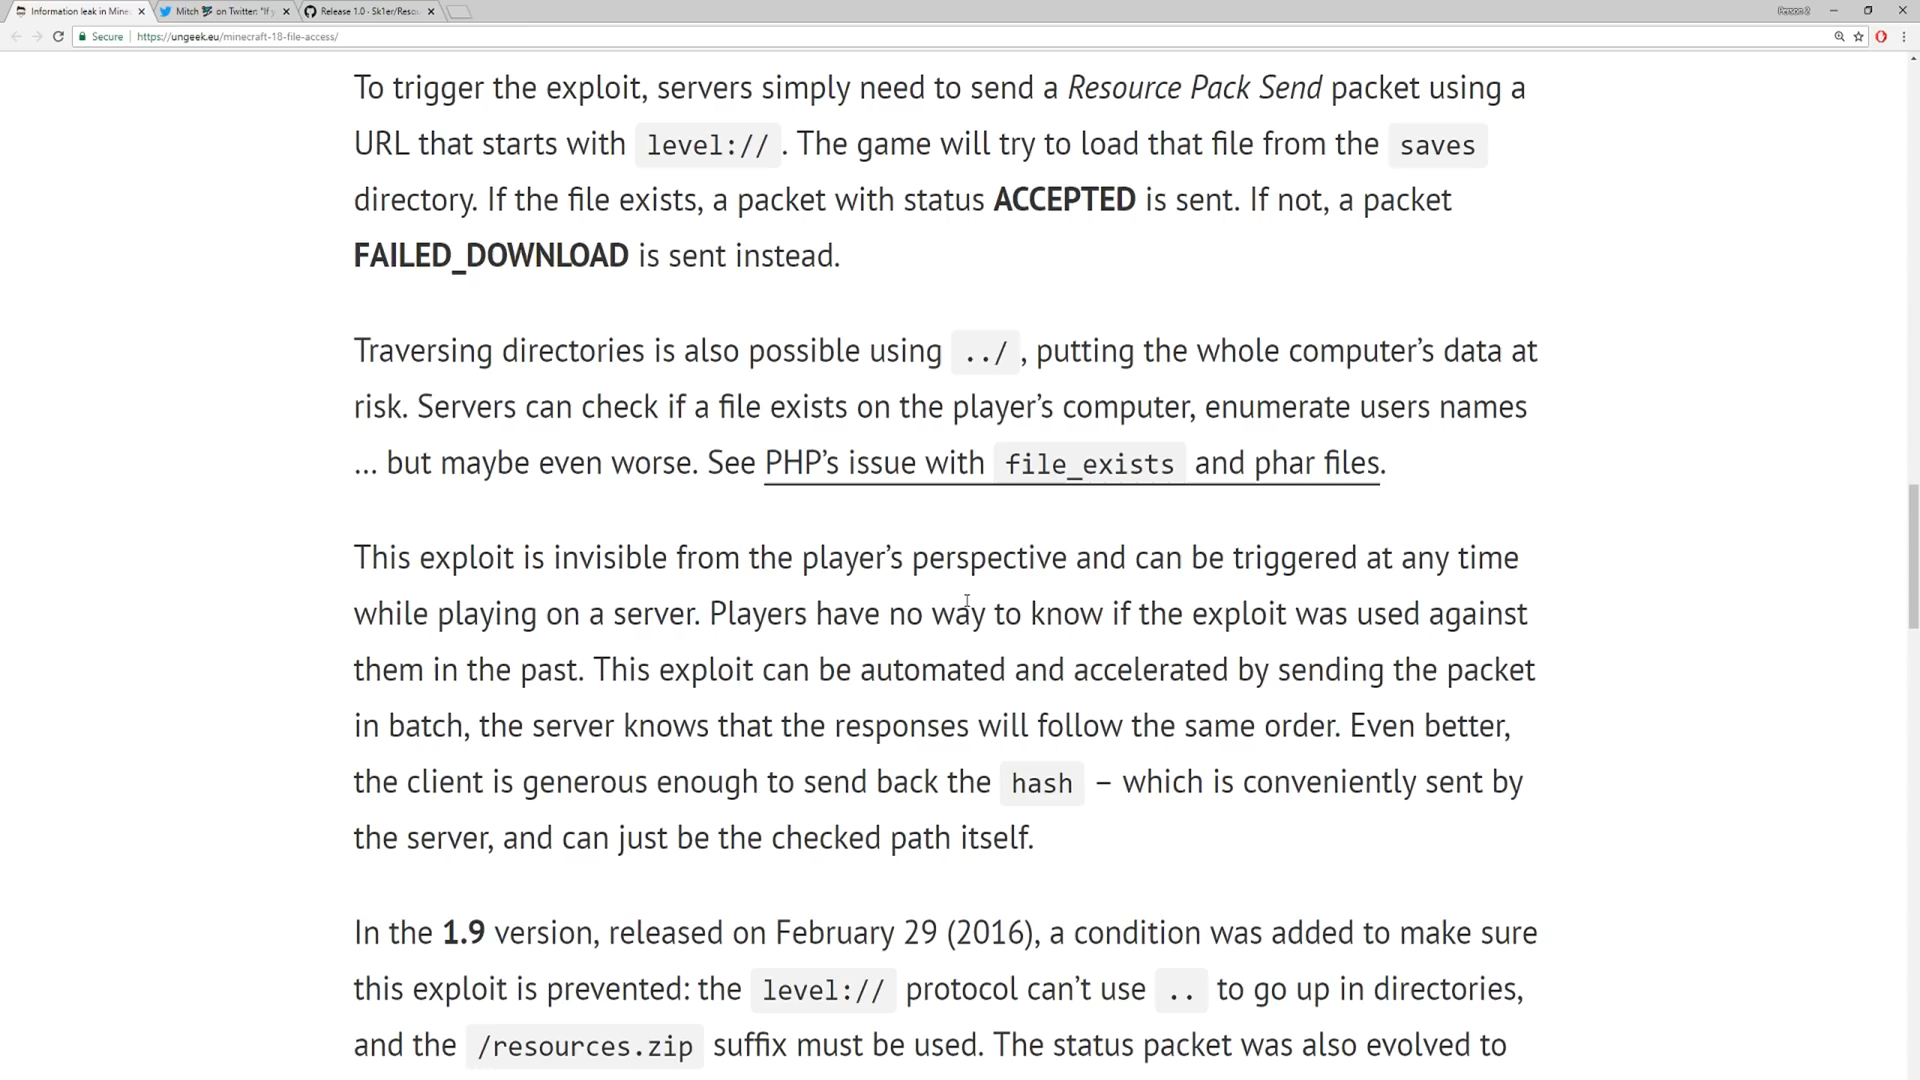 Information leak in Mine
Mitch on Twitter: "If y
Release 1.0 · Sk1er/Resou
Person 2
Secure
https://ungeek.eu/minecraft-18-file-access/
To trigger the exploit, servers simply need to send a Resource Pack Send packet using a
URL that starts with level:// . The game will try to load that file from the saves
directory. If the file exists, a packet with status ACCEPTED is sent. If not, a packet
FAILED_DOWNLOAD is sent instead.
Traversing directories is also possible using ../ , putting the whole computer’s data at
risk. Servers can check if a file exists on the player’s computer, enumerate users names
… but maybe even worse. See PHP’s issue with file_exists and phar files.
This exploit is invisible from the player’s perspective and can be triggered at any time
while playing on a server. Players have no way to know if the exploit was used against
them in the past. This exploit can be automated and accelerated by sending the packet
in batch, the server knows that the responses will follow the same order. Even better,
the client is generous enough to send back the hash – which is conveniently sent by
the server, and can just be the checked path itself.
In the 1.9 version, released on February 29 (2016), a condition was added to make sure
this exploit is prevented: the level:// protocol can’t use .. to go up in directories,
and the /resources.zip suffix must be used. The status packet was also evolved to